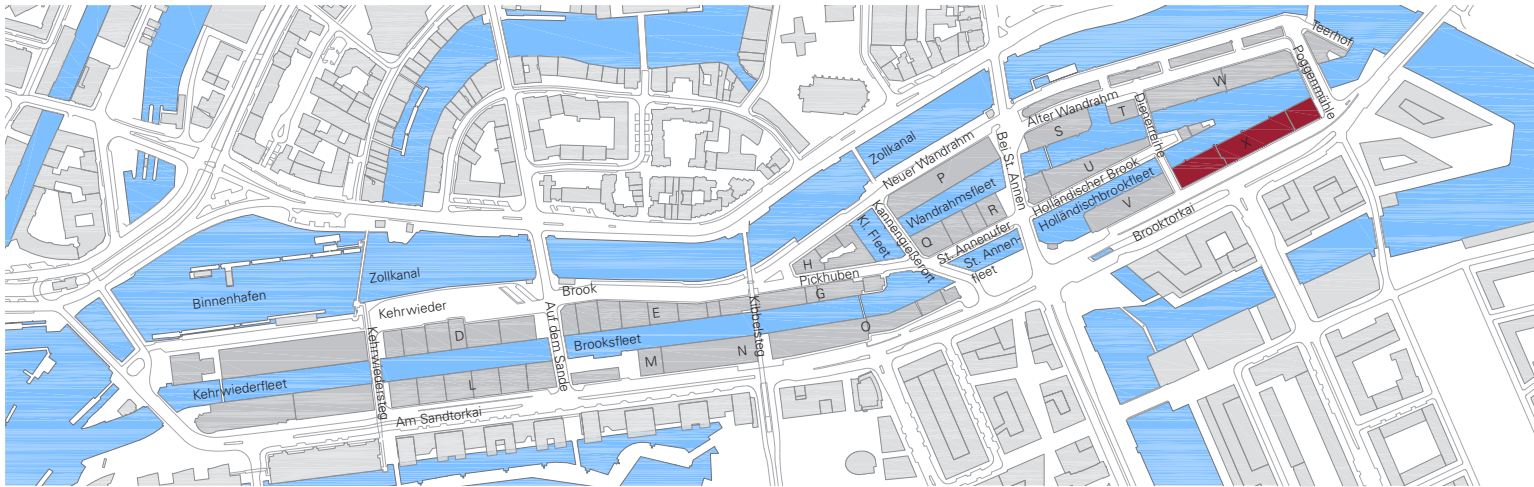 Teerhof
Poggenmühle
W
Alter Wandrahm
T
Dienerreihe
S
X
Zollkanal
Neuer Wandrahm
Bei St. Annen
U
P
Holländischer Brook
Holländischbrookfleet
Wandrahmsfleet
V
Kannengießerort
R
Kl. Fleet
Brooktorkai
Q
St. Annenufer
St. Annen-
fleet
H
Pickhuben
Zollkanal
Binnenhafen
Brook
G
Kehrwieder
E
Auf dem Sande
Kibbelsteg
O
D
Brooksfleet
Kehrwiedersteg
M
N
Kehrwiederfleet
L
Am Sandtorkai